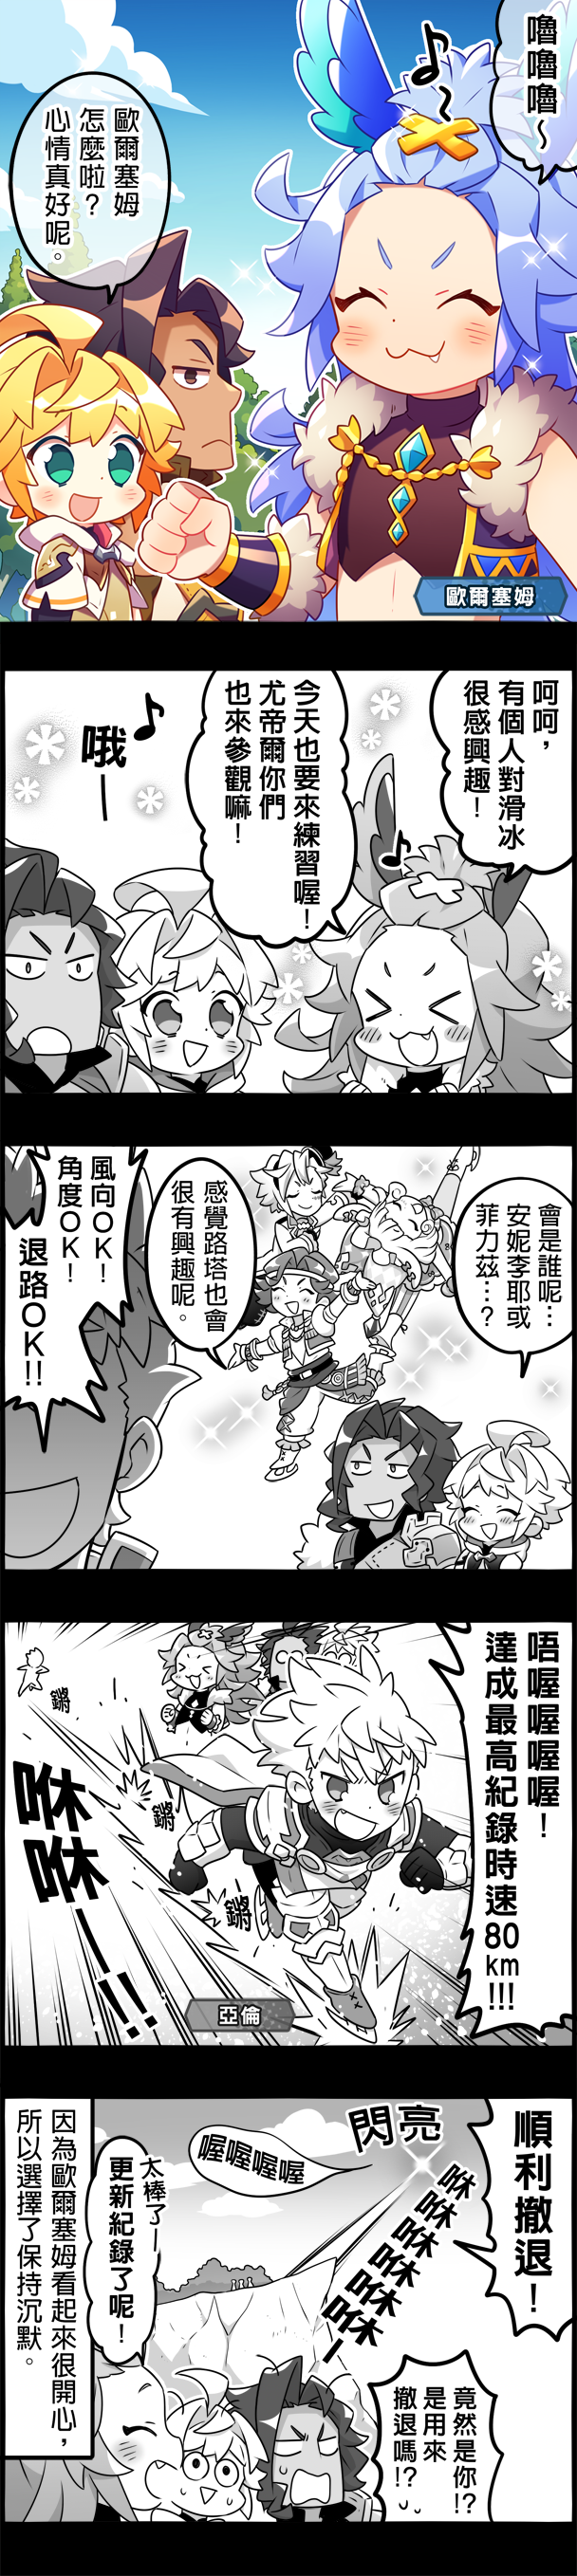 嚕嚕嚕～
歐爾塞姆
怎麼啦？
心情真好呢。
歐爾塞姆
呵呵，
有個人對滑冰
很感興趣！
今天也要來練習喔！
尤帝爾你們
也來參觀嘛！
哦ー
會是誰呢…
安妮李耶或
菲力茲…？
感覺路塔也會
很有興趣呢。
風向OK！
角度OK！
退路OK!!
唔喔喔喔喔！
達成最高紀錄時速80km!!!
鏘
鏘
鏘
咻咻ー!!
亞倫
順利撤退！
閃亮
咻咻咻咻咻咻ー
喔喔喔喔
太棒了ー
更新紀錄了呢！
竟然是你!?
是用來
撤退嗎!?
因為歐爾塞姆看起來很開心，
所以選擇了保持沉默。